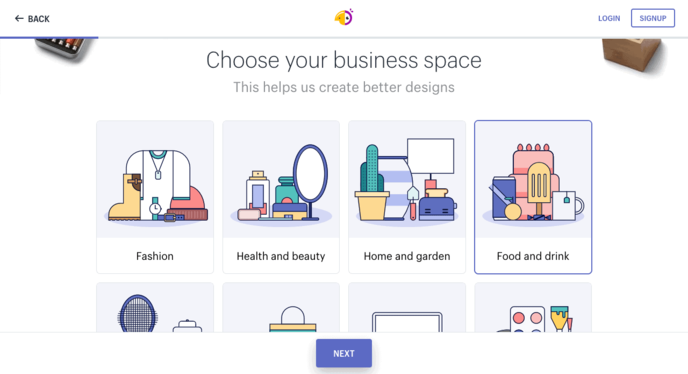 BACK
LOGIN
SIGNUP
Choose your business space
This helps us create better designs
Fashion
Health and beauty
Home and garden
Food and drink
NEXT